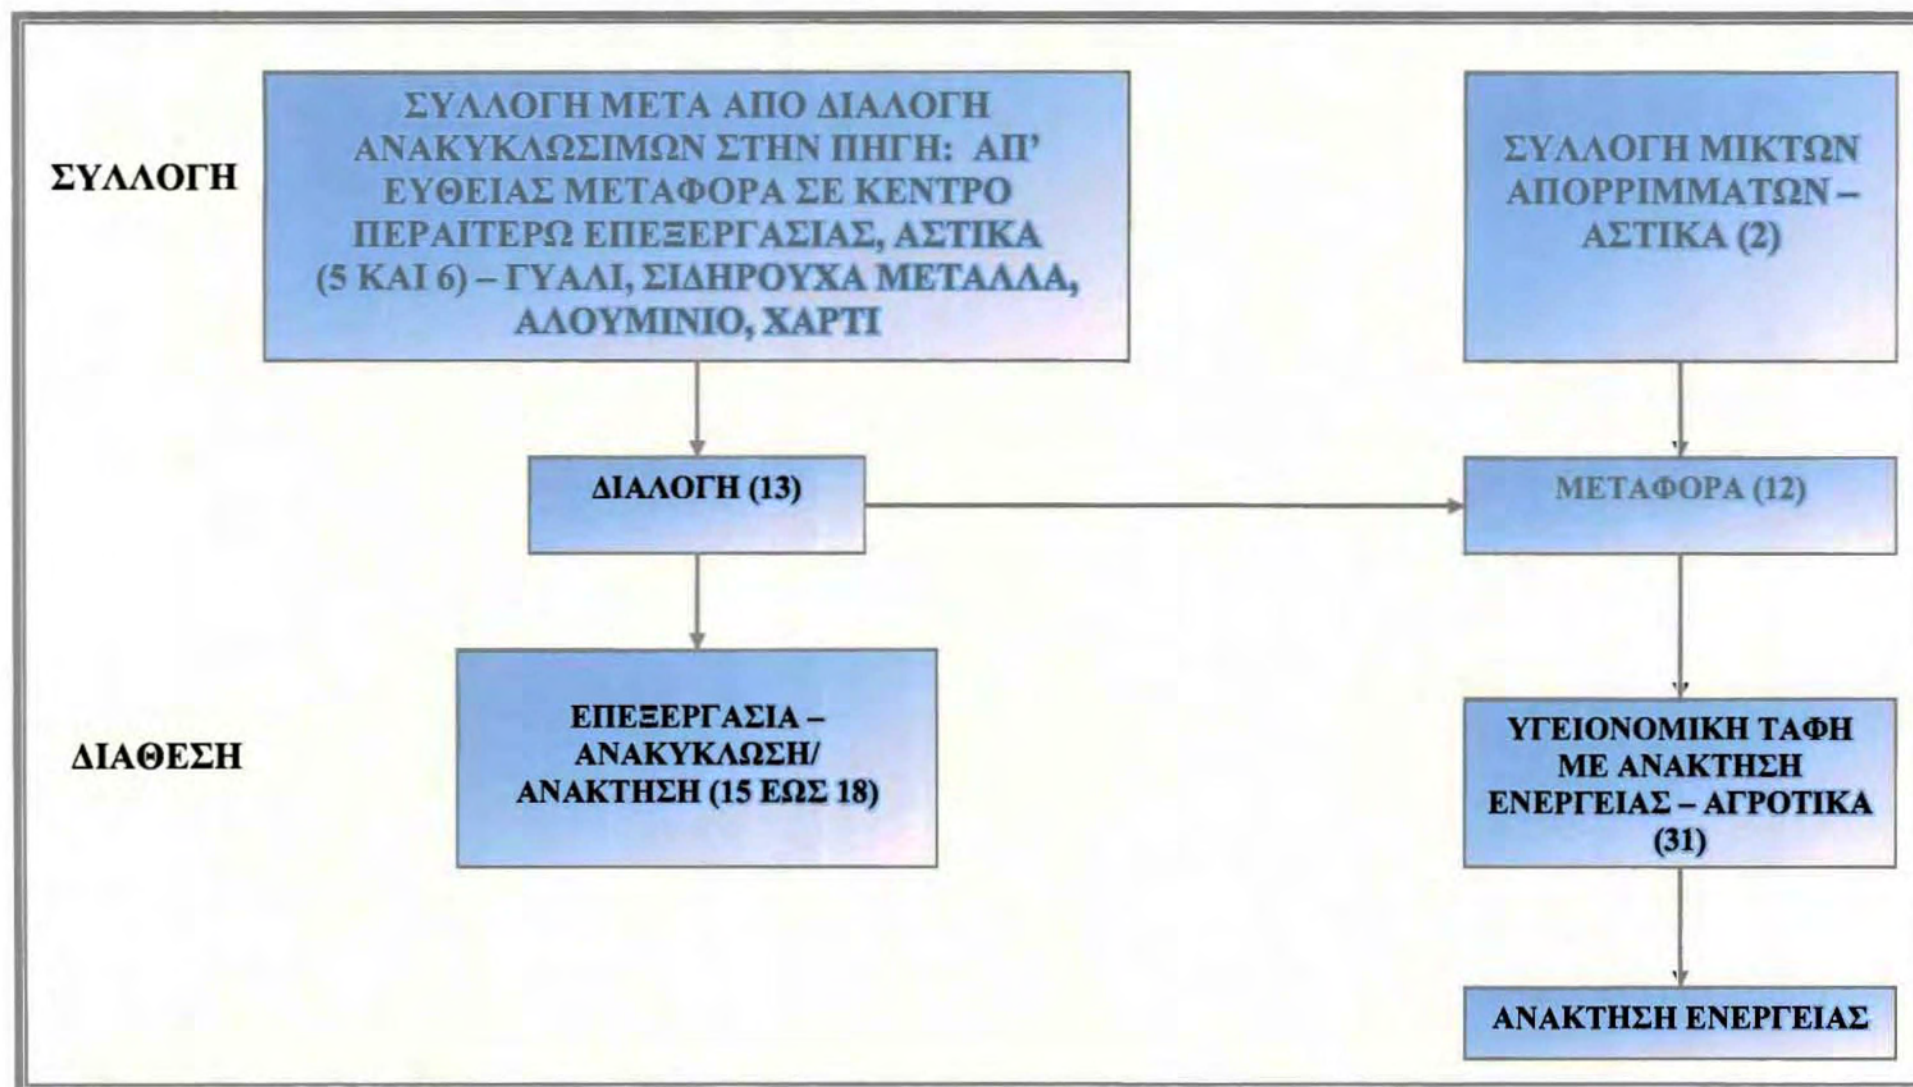 ΣΥΛΛΟΓΗ
ΣΥΛΛΟΓΗ ΜΕΤΑ ΑΠΟ ΔΙΑΛΟΓΗ
ΑΝΑΚΥΚΛΩΣΙΜΩΝ ΣΤΗΝ ΠΗΓΗ: ΑΠ’
ΕΥΘΕΙΑΣ ΜΕΤΑΦΟΡΑ ΣΕ ΚΕΝΤΡΟ
ΠΕΡΑΙΤΕΡΩ ΕΠΕΞΕΡΓΑΣΙΑΣ, ΑΣΤΙΚΑ
(5 ΚΑΙ 6) – ΓΥΑΛΙ, ΣΙΔΗΡΟΥΧΑ ΜΕΤΑΛΛΑ,
ΑΛΟΥΜΙΝΙΟ, ΧΑΡΤΙ
ΣΥΛΛΟΓΗ ΜΙΚΤΩΝ
ΑΠΟΡΡΙΜΜΑΤΩΝ –
ΑΣΤΙΚΑ (2)
ΔΙΑΛΟΓΗ (13)
ΜΕΤΑΦΟΡΑ (12)
ΔΙΑΘΕΣΗ
ΕΠΕΞΕΡΓΑΣΙΑ –
ΑΝΑΚΥΚΛΩΣΗ/
ΑΝΑΚΤΗΣΗ (15 ΕΩΣ 18)
ΥΓΕΙΟΝΟΜΙΚΗ ΤΑΦΗ
ΜΕ ΑΝΑΚΤΗΣΗ
ΕΝΕΡΓΕΙΑΣ – ΑΓΡΟΤΙΚΑ
(31)
ΑΝΑΚΤΗΣΗ ΕΝΕΡΓΕΙΑΣ